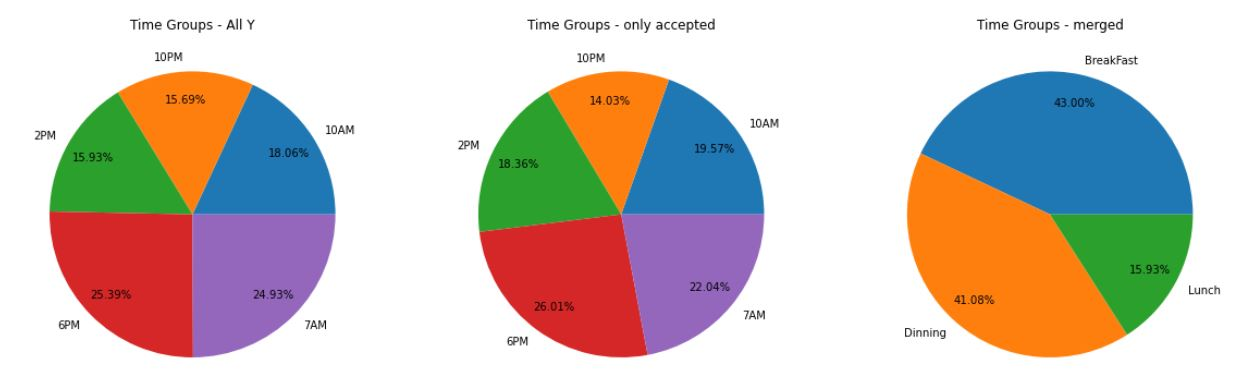 Time Groups - All Y
10PM
15.69%
10AM
18.06%
2PM
15.93%
25.39%
6PM
24.93%
7AM
Time Groups - only accepted
10PM
14.03%
10AM
19.57%
2PM
18.36%
26.01%
6PM
22.04%
7AM
Time Groups - merged
BreakFast
43.00%
15.93%
Lunch
41.08%
Dinning